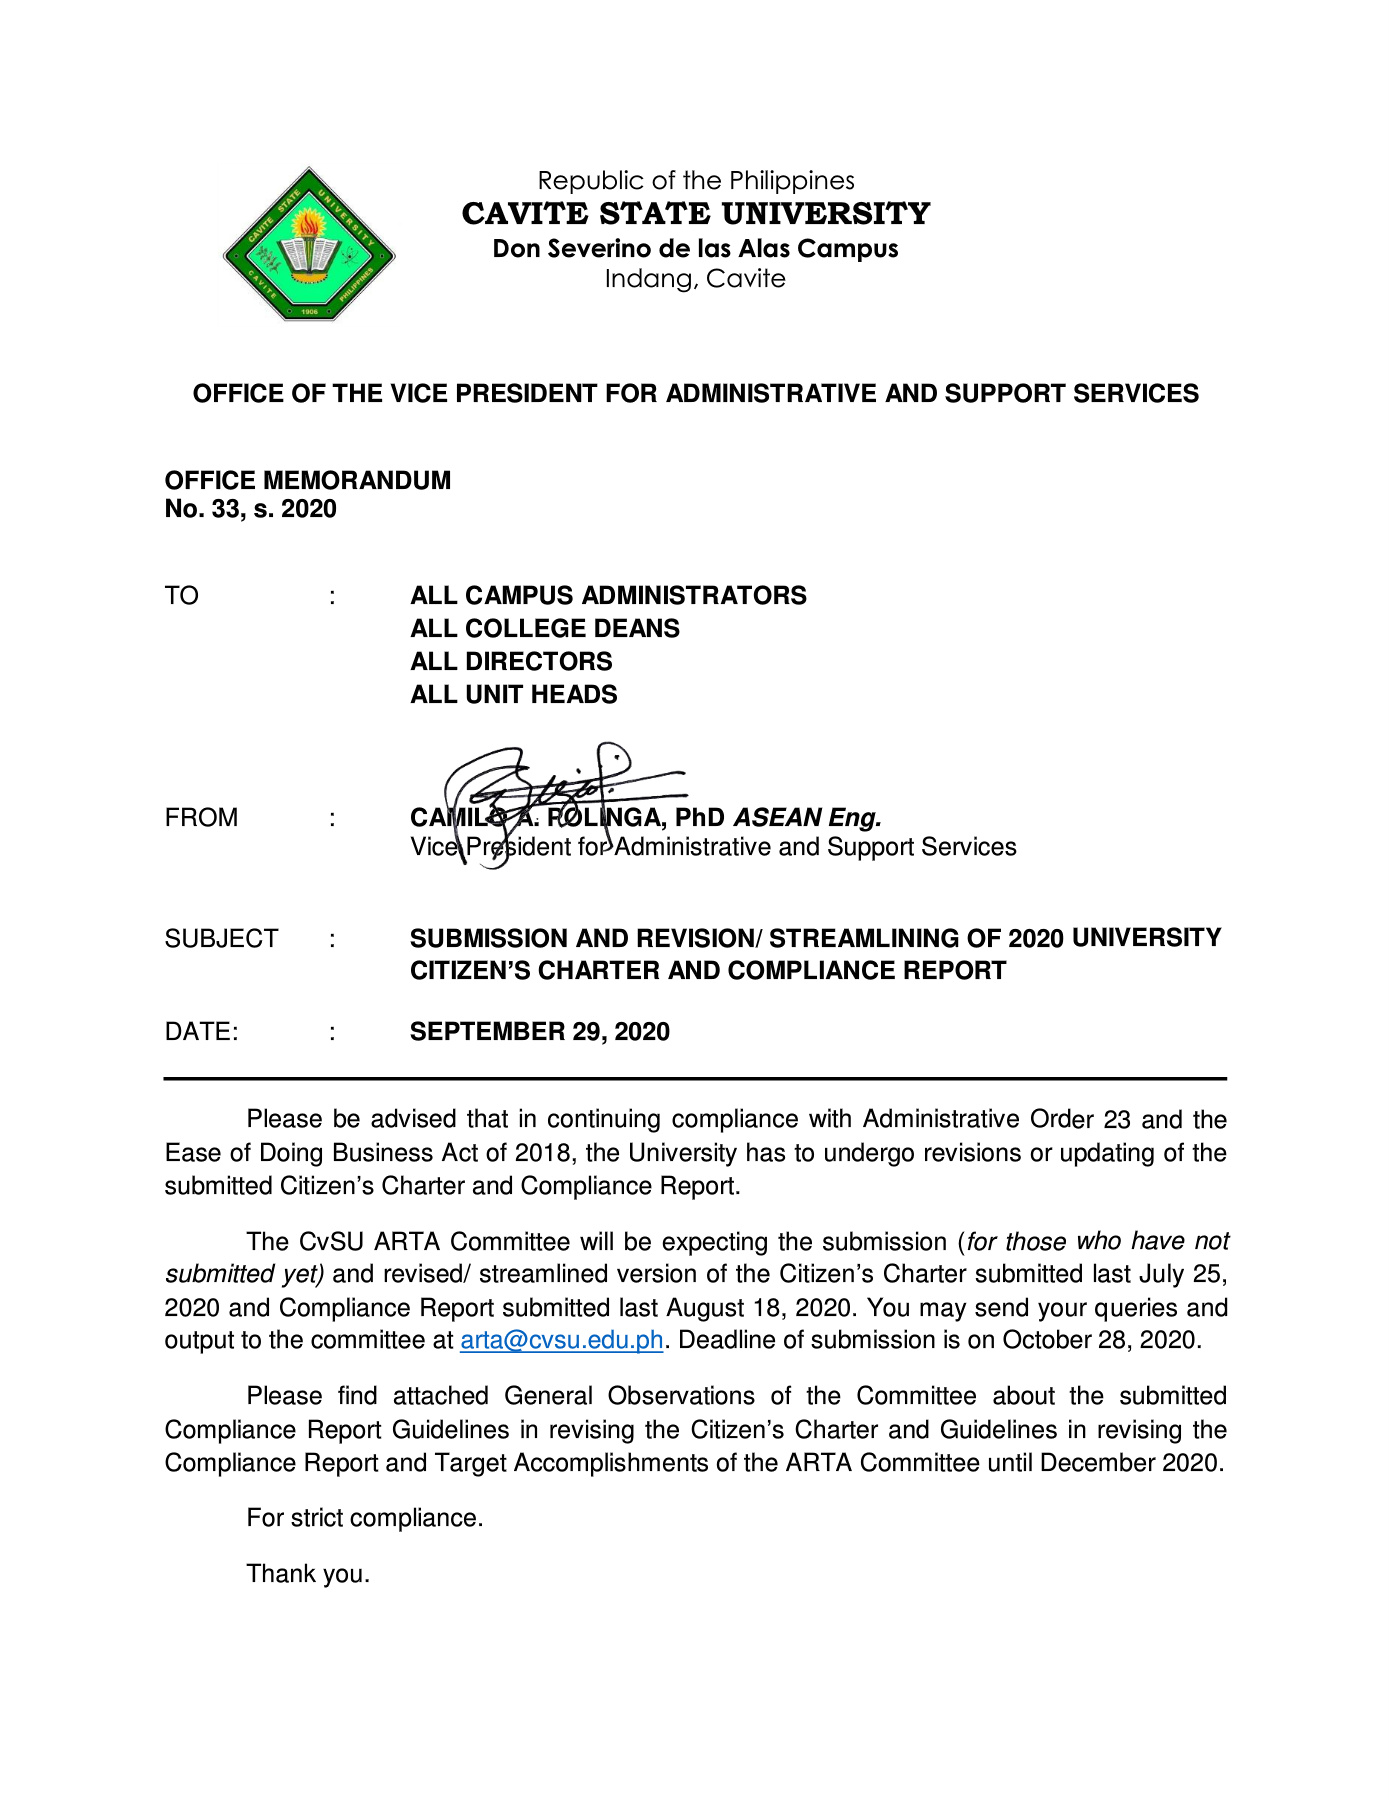 CAVITE STATE UNIVERSITY
CAVITE PHILIPPINES
1906
Republic of the Philippines
CAVITE STATE UNIVERSITY
Don Severino de las Alas Campus
Indang, Cavite
OFFICE OF THE VICE PRESIDENT FOR ADMINISTRATIVE AND SUPPORT SERVICES
OFFICE MEMORANDUM
No. 33, s. 2020
TO : ALL CAMPUS ADMINISTRATORS
ALL COLLEGE DEANS
ALL DIRECTORS
ALL UNIT HEADS
FROM : CAMILO A. POLINGA, PhD ASEAN Eng.
Vice President for Administrative and Support Services
SUBJECT : SUBMISSION AND REVISION/ STREAMLINING OF 2020 UNIVERSITY
CITIZEN’S CHARTER AND COMPLIANCE REPORT
DATE: : SEPTEMBER 29, 2020
Please be advised that in continuing compliance with Administrative Order 23 and the
Ease of Doing Business Act of 2018, the University has to undergo revisions or updating of the
submitted Citizen’s Charter and Compliance Report.
The CvSU ARTA Committee will be expecting the submission (for those who have not
submitted yet) and revised/ streamlined version of the Citizen’s Charter submitted last July 25,
2020 and Compliance Report submitted last August 18, 2020. You may send your queries and
output to the committee at arta@cvsu.edu.ph. Deadline of submission is on October 28, 2020.
Please find attached General Observations of the Committee about the submitted
Compliance Report Guidelines in revising the Citizen’s Charter and Guidelines in revising the
Compliance Report and Target Accomplishments of the ARTA Committee until December 2020.
For strict compliance.
Thank you.